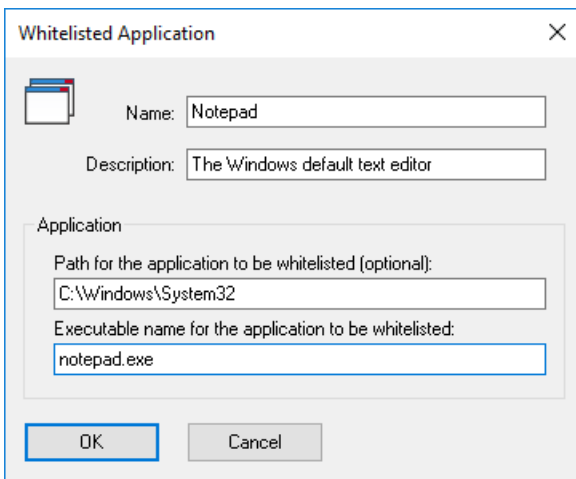 Whitelisted Application
Name: Notepad
Description: The Windows default text editor
Application
Path for the application to be whitelisted (optional):
C:\Windows\System32
Executable name for the application to be whitelisted:
notepad.exe
OK Cancel